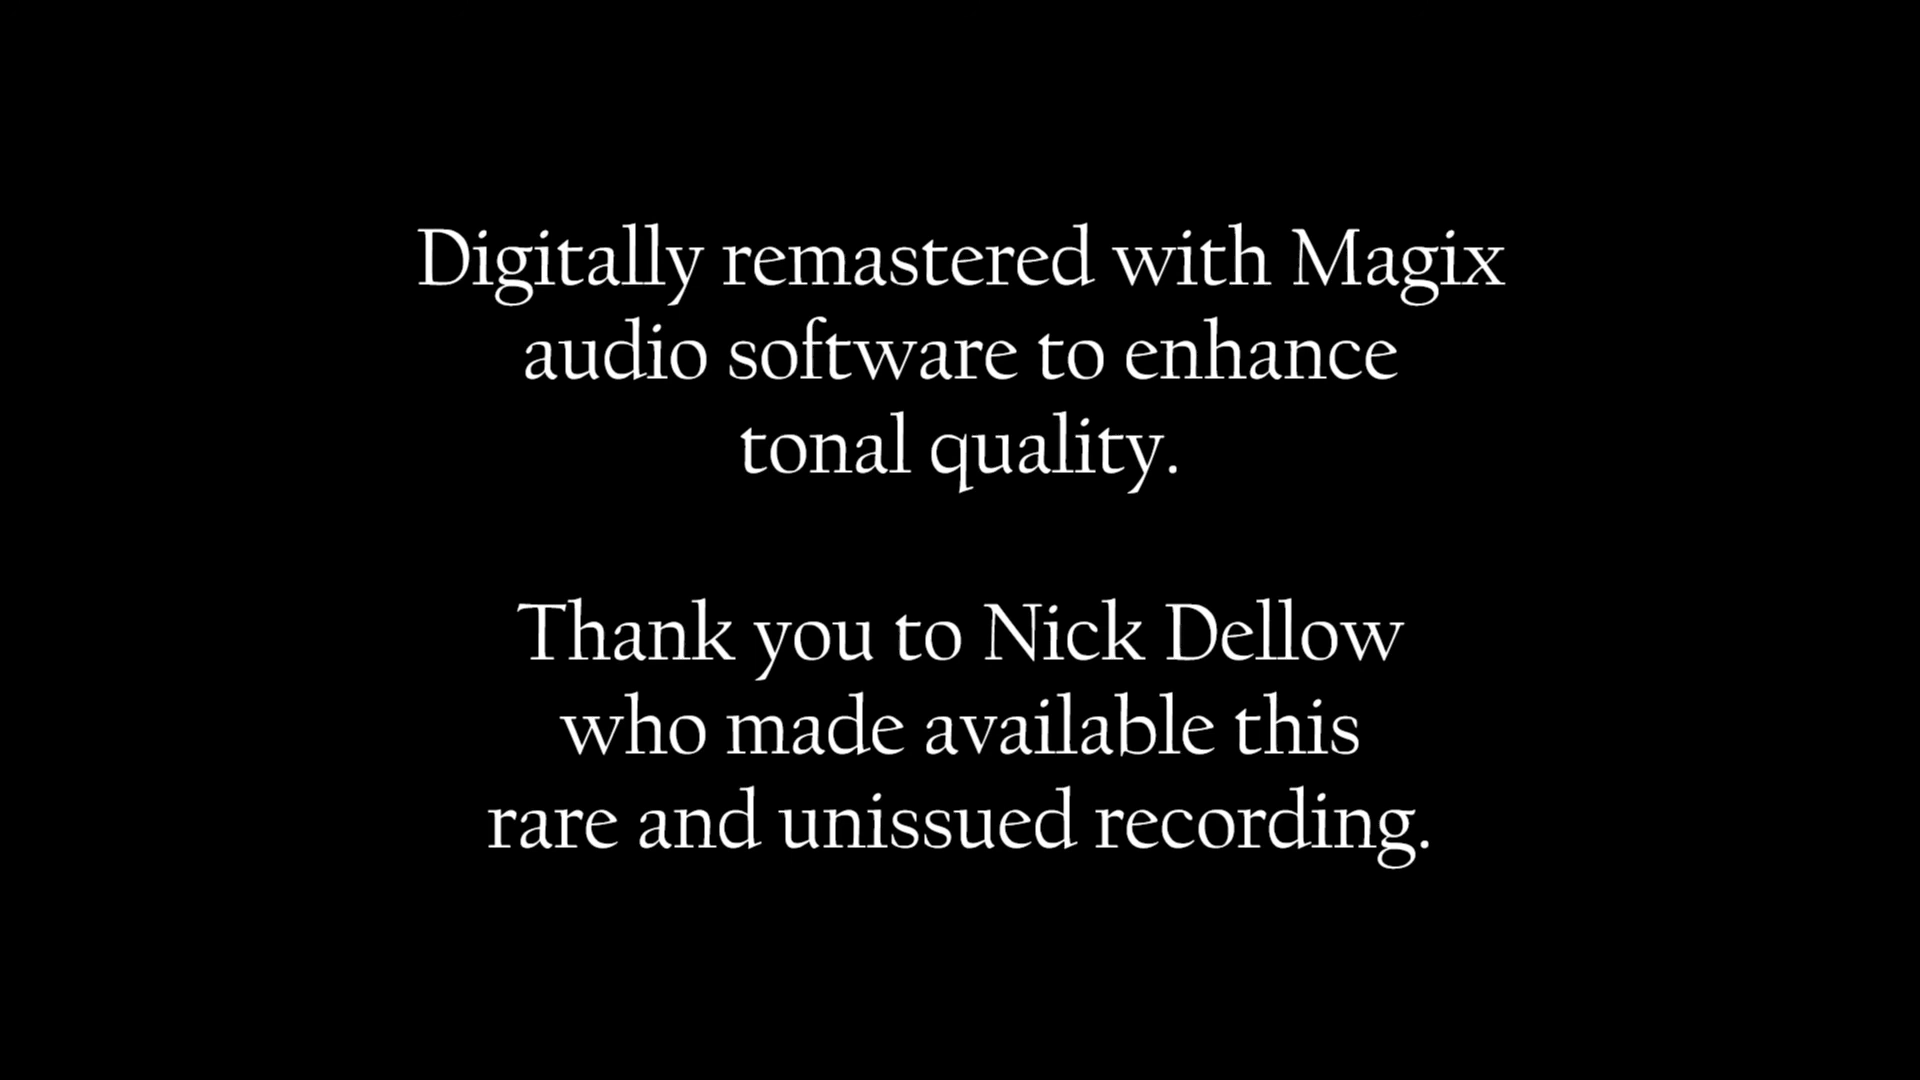 Digitally remastered with Magix
audio software to enhance
tonal quality.
Thank you to Nick Dellow
who made available this
rare and unissued recording.